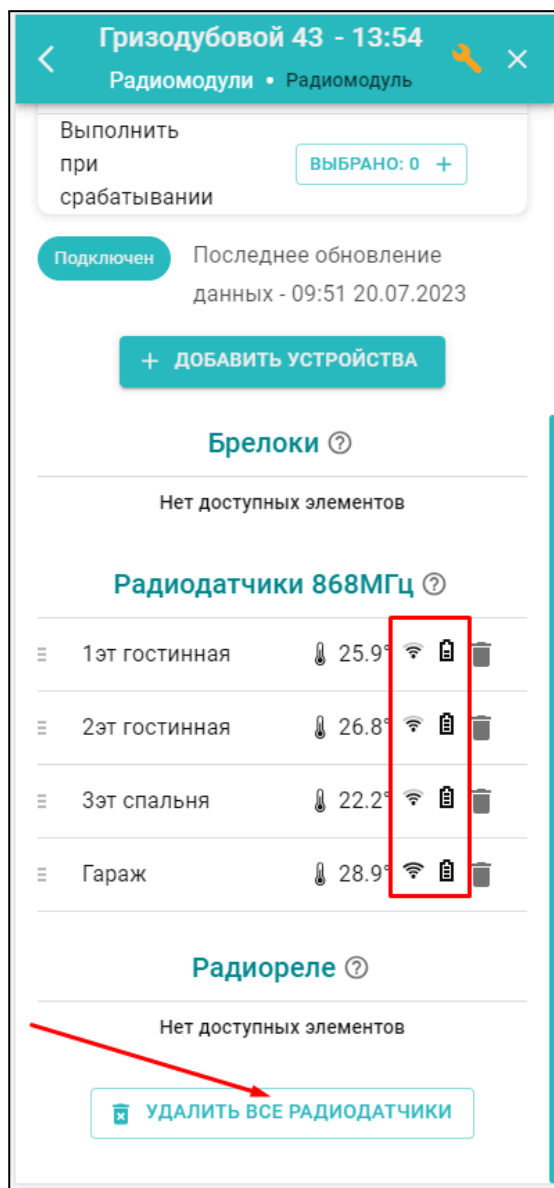 Гризодубовой 43 - 13:54
Радиомодули • Радиомодуль
Выполнить
при
срабатывании
ВЫБРАНО: 0 +
Подключен
Последнее обновление
данных - 09:51 20.07.2023
+ ДОБАВИТЬ УСТРОЙСТВА
Брелоки ?
Нет доступных элементов
Радиодатчики 868МГц ?
1эт гостинная 25.9°
2эт гостинная 26.8°
3эт спальня 22.2°
Гараж 28.9°
Радиореле ?
Нет доступных элементов
УДАЛИТЬ ВСЕ РАДИОДАТЧИКИ